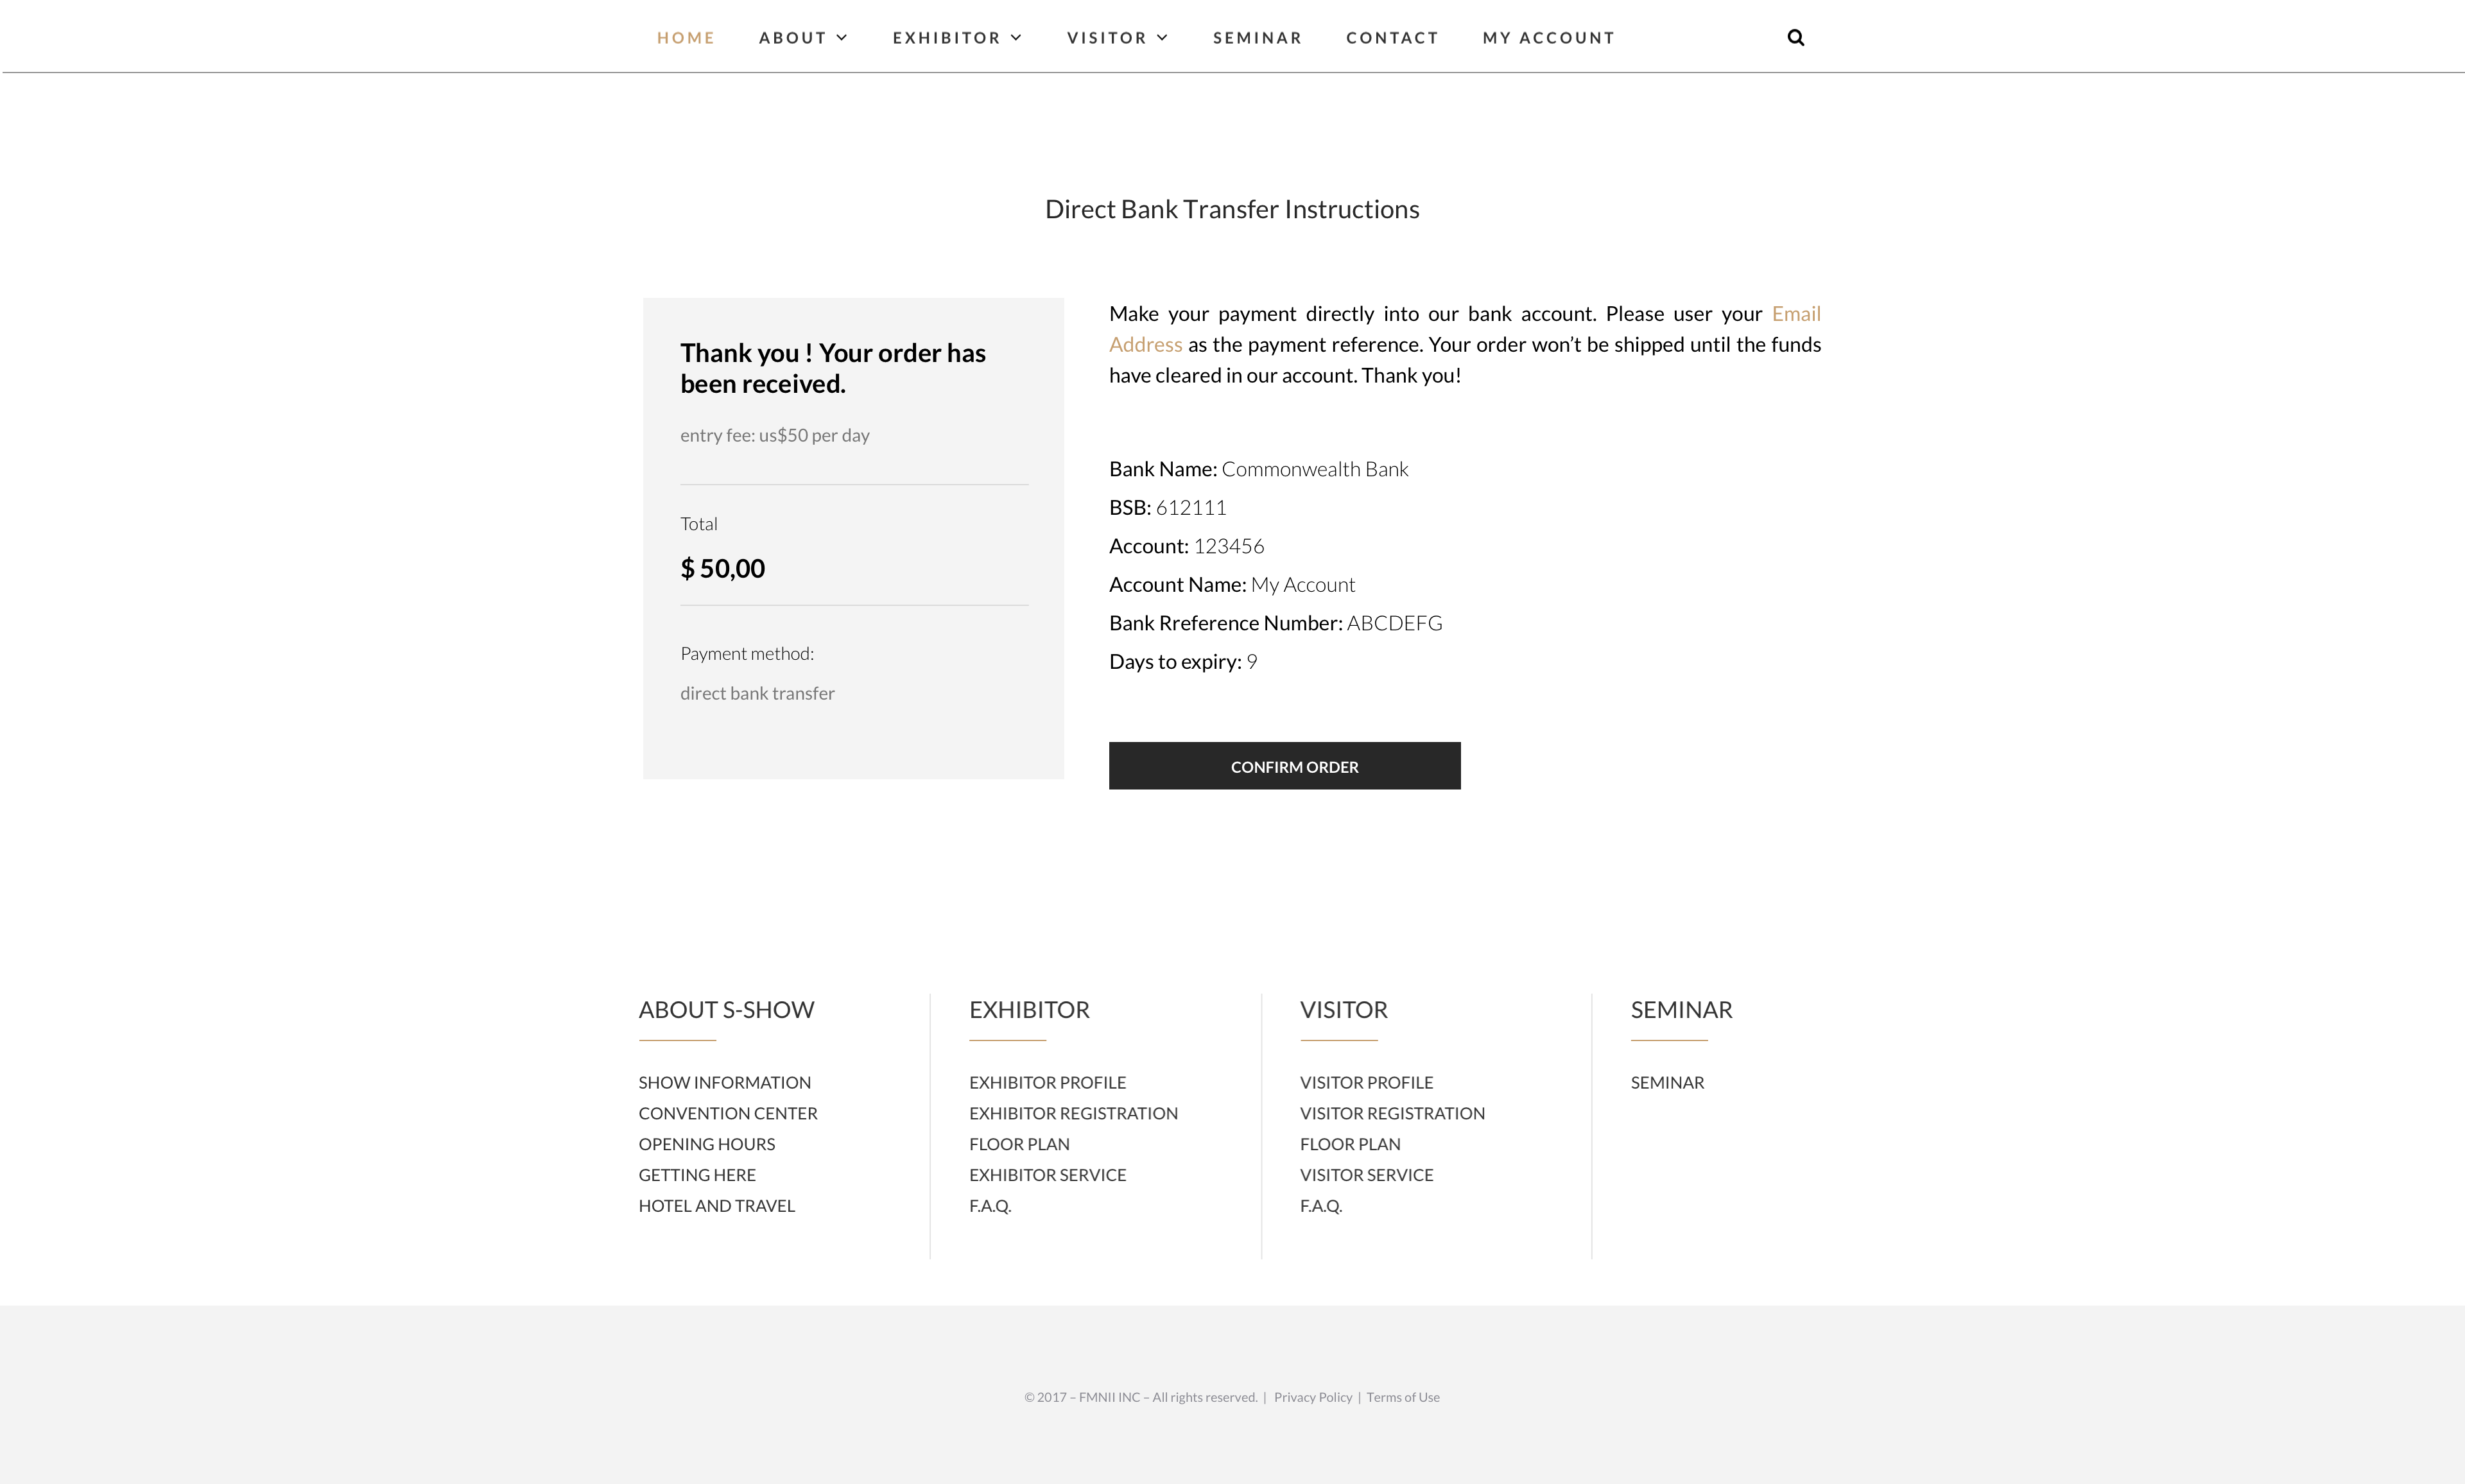 HOME ABOUT EXHIBITOR VISITOR SEMINAR CONTACT MY ACCOUNT
Direct Bank Transfer Instructions
Thank you ! Your order has
been received.
entry fee: us$50 per day
Total
$ 50,00
Payment method:
direct bank transfer
Make your payment directly into our bank account. Please user your Email
Address as the payment reference. Your order won’t be shipped until the funds
have cleared in our account. Thank you!
Bank Name: Commonwealth Bank
BSB: 612111
Account: 123456
Account Name: My Account
Bank Rreference Number: ABCDEFG
Days to expiry: 9
CONFIRM ORDER
ABOUT S-SHOW
SHOW INFORMATION
CONVENTION CENTER
OPENING HOURS
GETTING HERE
HOTEL AND TRAVEL
EXHIBITOR
EXHIBITOR PROFILE
EXHIBITOR REGISTRATION
FLOOR PLAN
EXHIBITOR SERVICE
F.A.Q.
VISITOR
VISITOR PROFILE
VISITOR REGISTRATION
FLOOR PLAN
VISITOR SERVICE
F.A.Q.
SEMINAR
SEMINAR
© 2017 – FMNII INC – All rights reserved. | Privacy Policy | Terms of Use